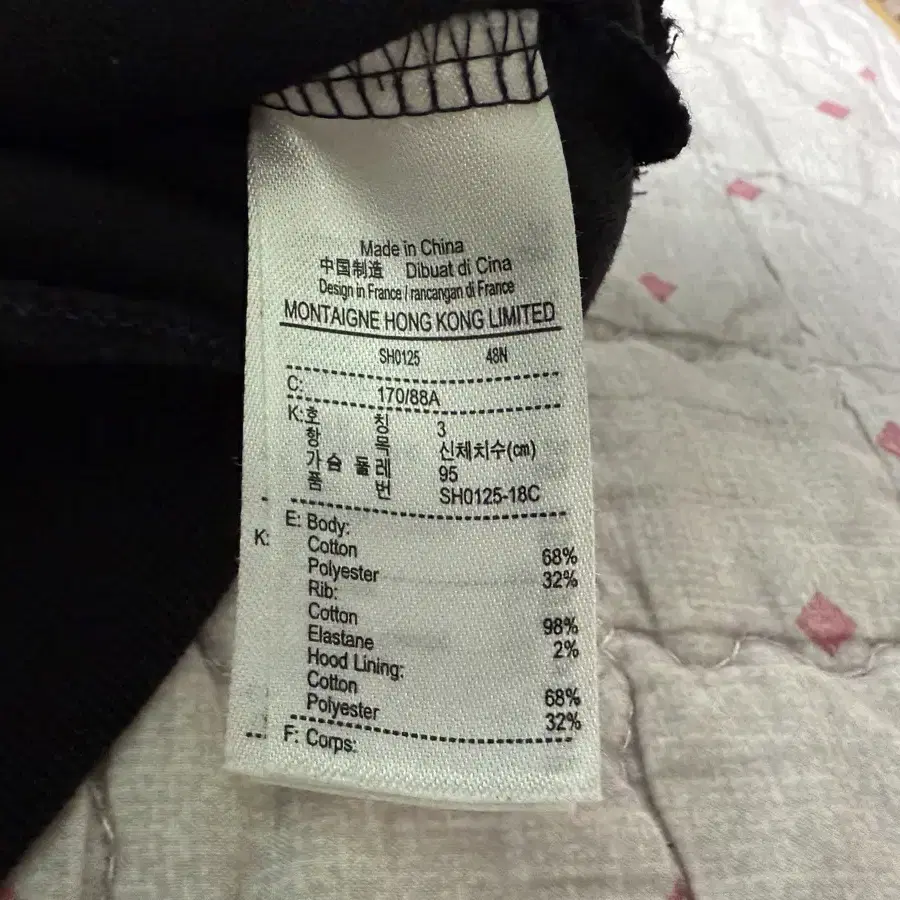 Made in China
中国制造 Dibuat di Cina
Design in France / rancangan di France
MONTAIGNE HONG KONG LIMITED
SH0125 48N
C: 170/88A
K: 호 칭 3
항 목 신체치수(cm)
가슴 둘레 95
품 번 SH0125-18C
E: Body:
K:
Cotton 68%
Polyester 32%
Rib:
Cotton 98%
Elastane 2%
Hood Lining:
Cotton 68%
Polyester 32%
F: Corps: